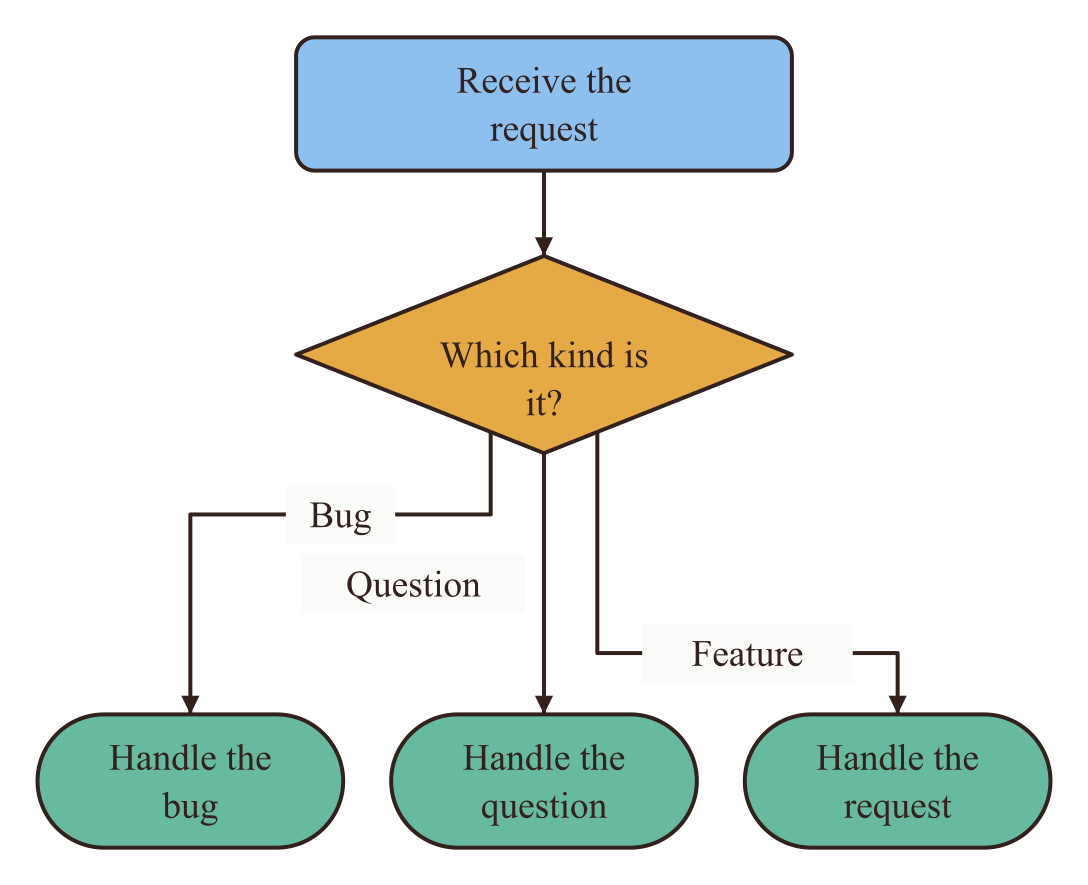 Receive the
request
Which kind is
it?
Bug
Question
Feature
Handle the
bug
Handle the
question
Handle the
request